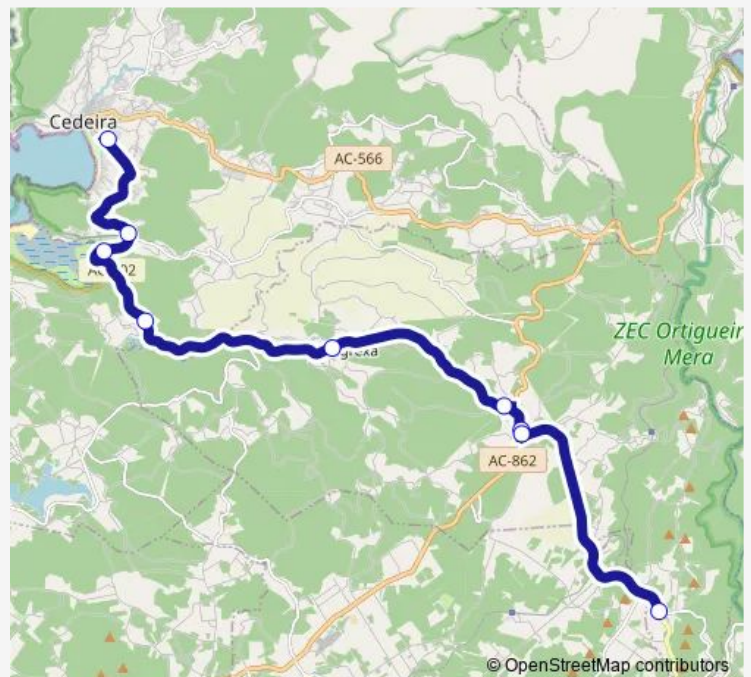 Cedeira
AC-566
ZEC Ortigueir
Mera
AC-862
© OpenStreetMap contributors